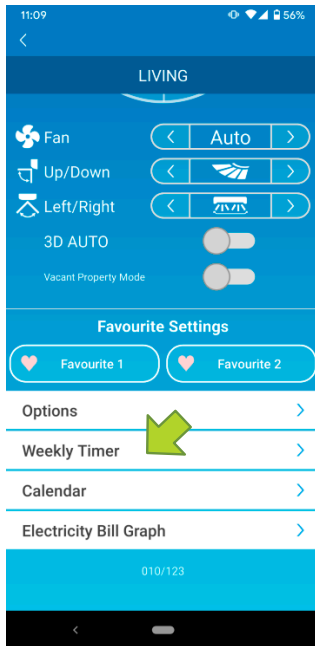 11:09 56%
LIVING
Fan Auto
Up/Down
Left/Right
3D AUTO
Vacant Property Mode
Favourite Settings
Favourite 1 Favourite 2
Options
Weekly Timer
Calendar
Electricity Bill Graph
010/123